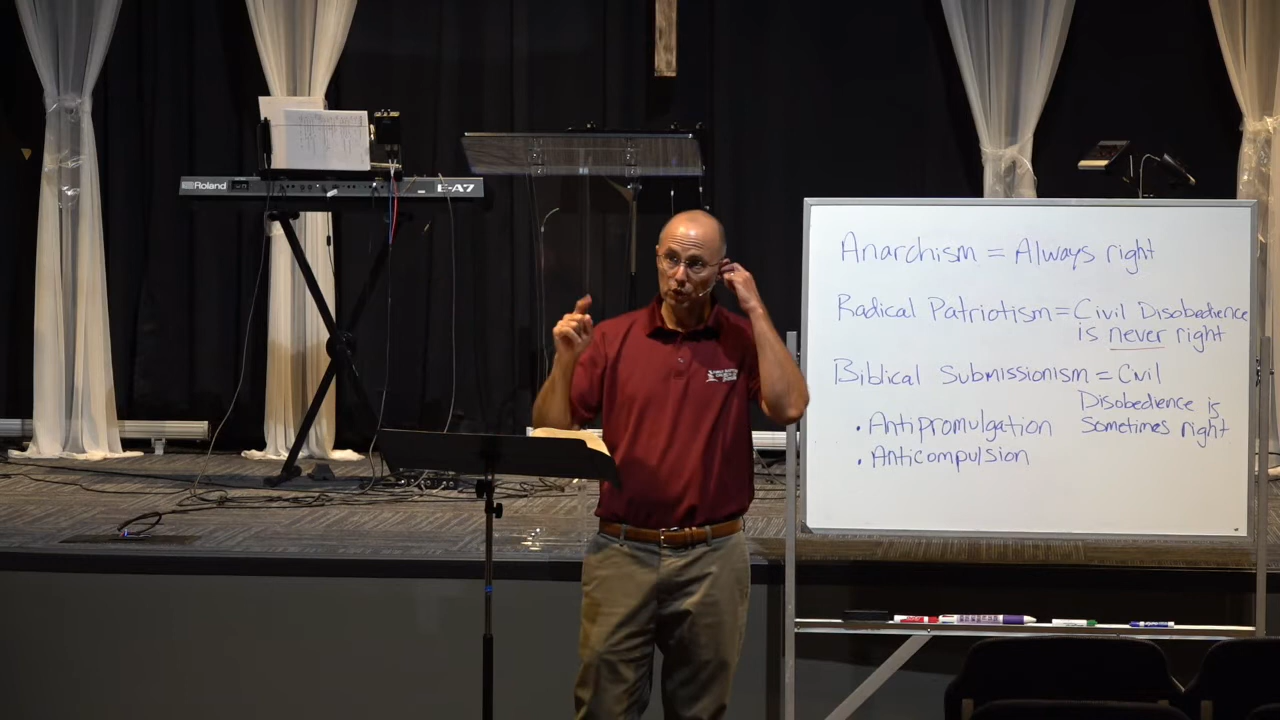 Roland
E-A7
Anarchism = Always right
Radical Patriotism = Civil Disobedience
is never right
Biblical Submissionism = Civil
Disobedience is
Sometimes right
• Antipromulgation
• Anticompulsion